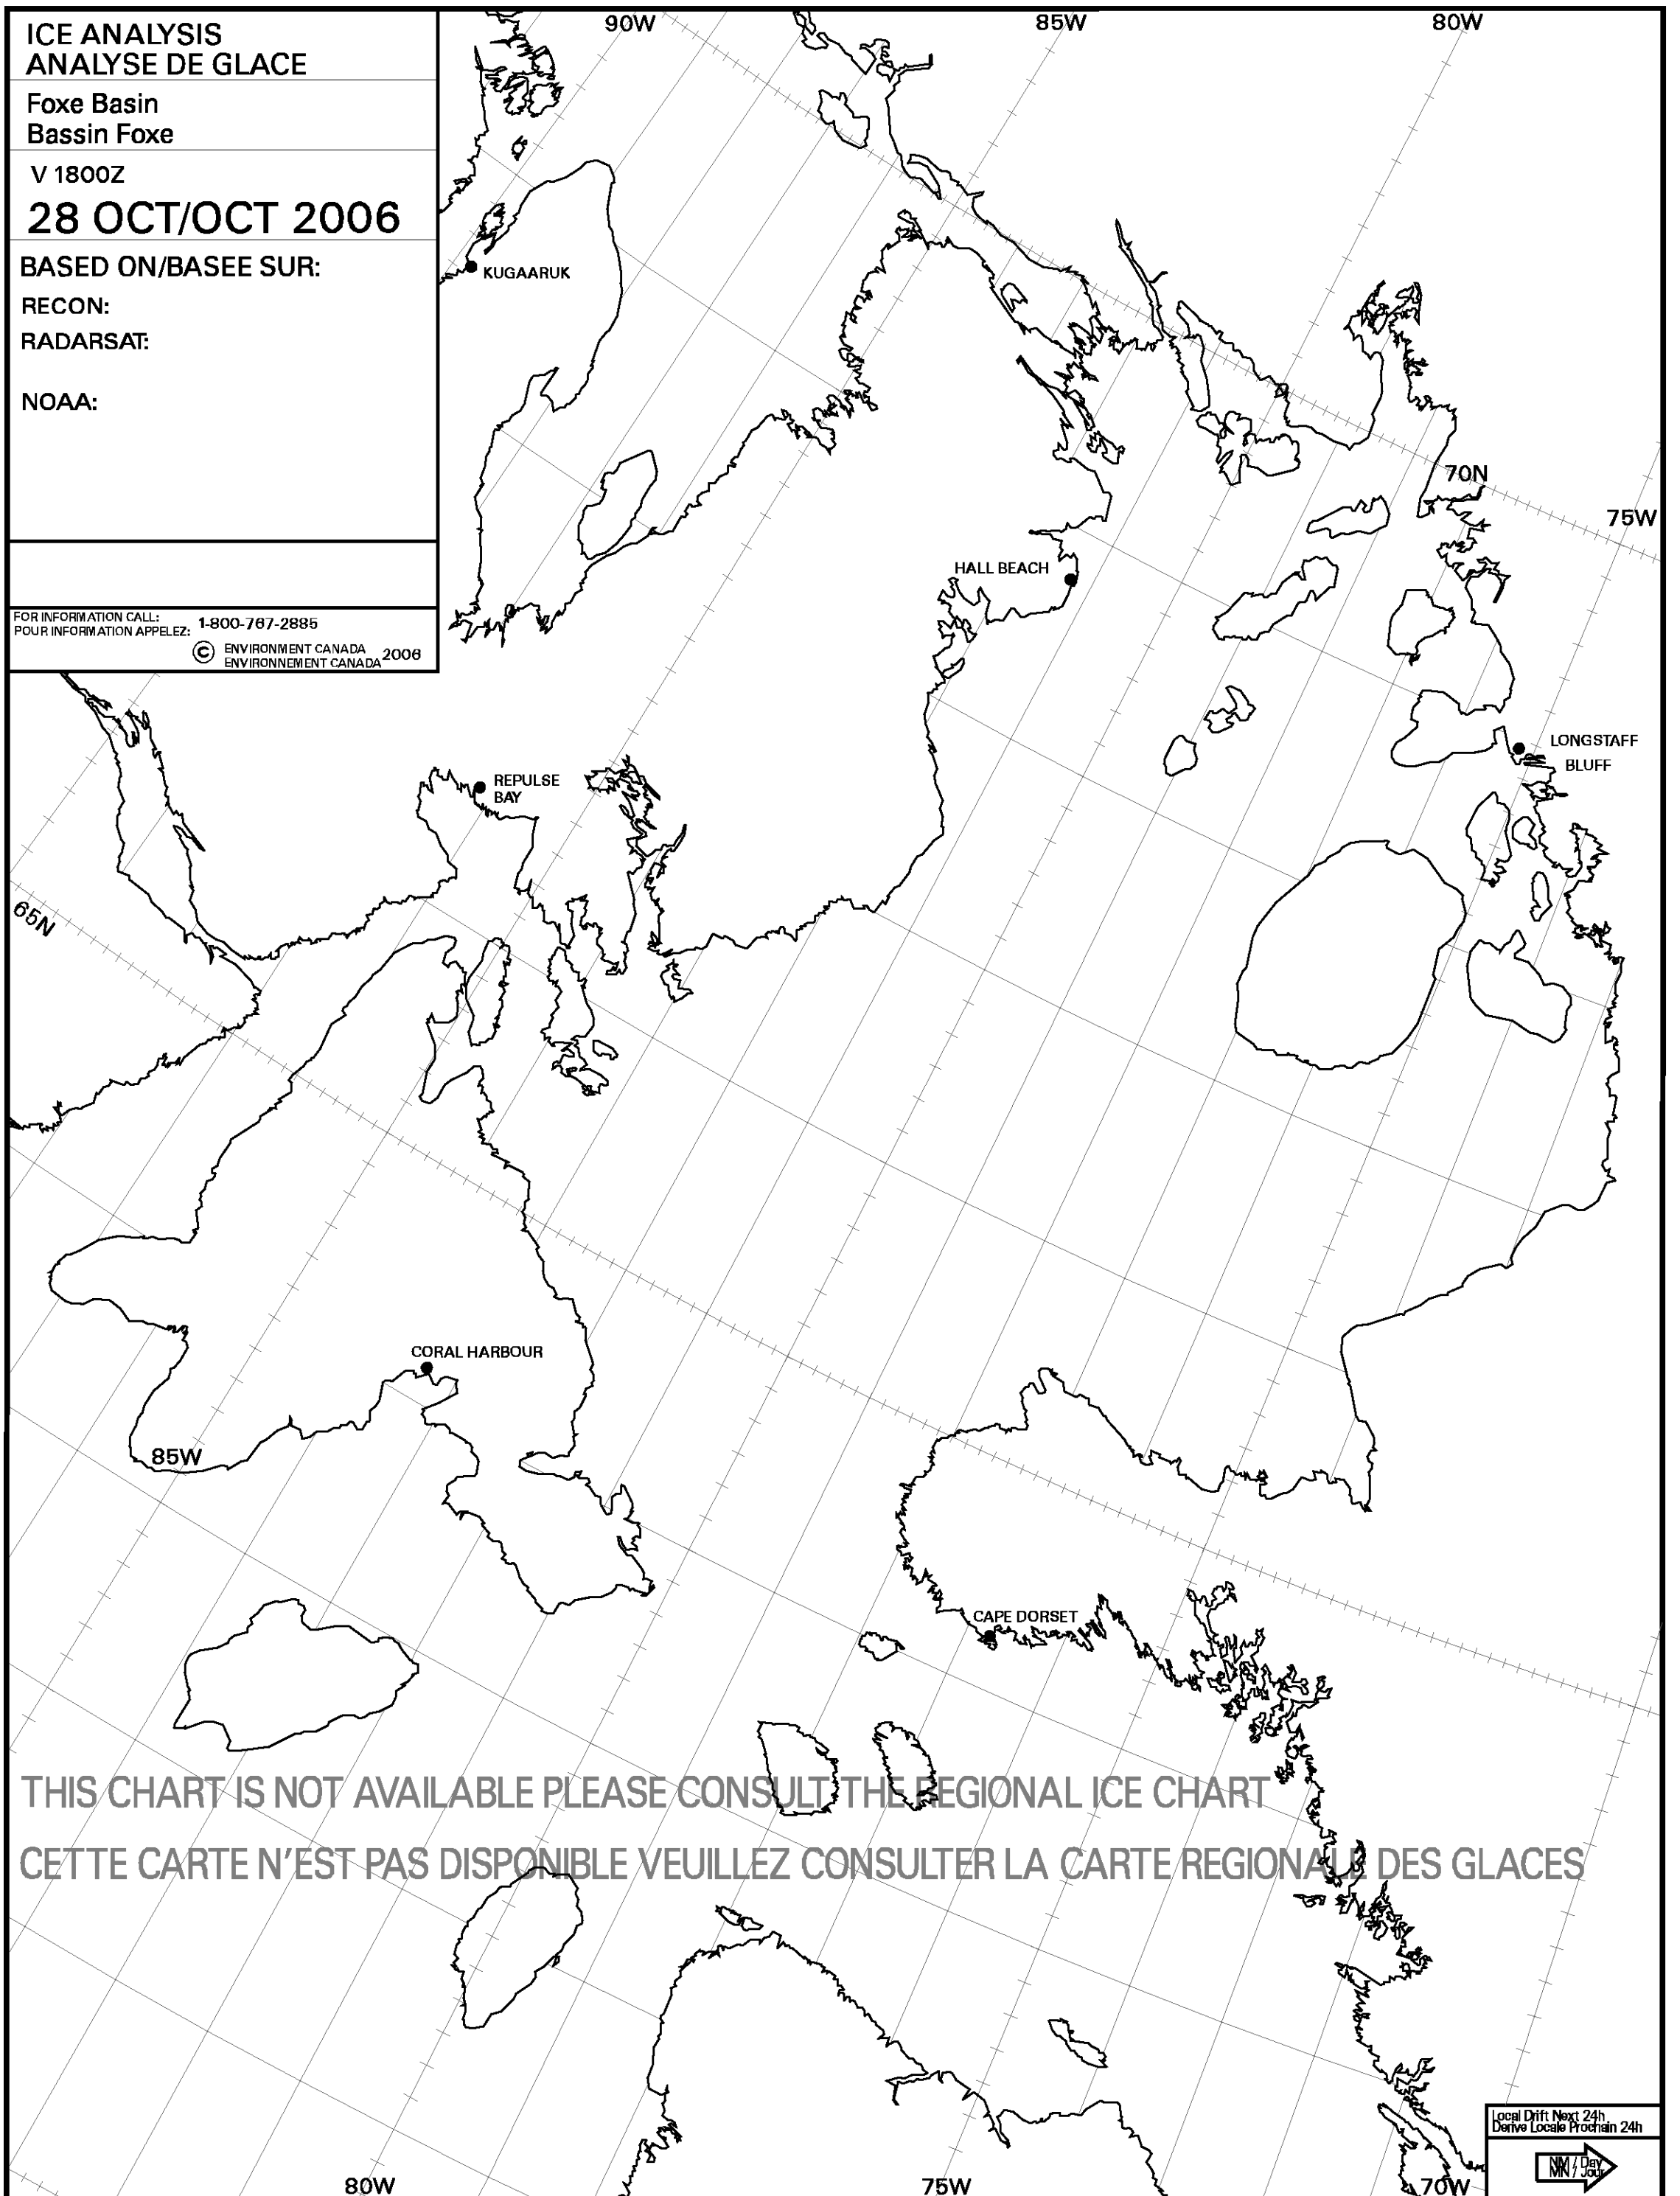 ICE ANALYSIS
ANALYSE DE GLACE
Foxe Basin
Bassin Foxe
V 1800Z
28 OCT/OCT 2006
BASED ON/BASEE SUR:
RECON:
RADARSAT:
NOAA:
FOR INFORMATION CALL: 1-800-767-2885
POUR INFORMATION APPELEZ:
© ENVIRONMENT CANADA 2006
ENVIRONNEMENT CANADA
90W
85W
80W
KUGAARUK
70N
75W
HALL BEACH
LONGSTAFF
BLUFF
REPULSE
BAY
65N
CORAL HARBOUR
85W
CAPE DORSET
THIS CHART IS NOT AVAILABLE PLEASE CONSULT THE REGIONAL ICE CHART
CETTE CARTE N'EST PAS DISPONIBLE VEUILLEZ CONSULTER LA CARTE REGIONALE DES GLACES
Local Drift Next 24h
Derive Locale Prochain 24h
NM / Day
MN / Jour
80W
75W
70W